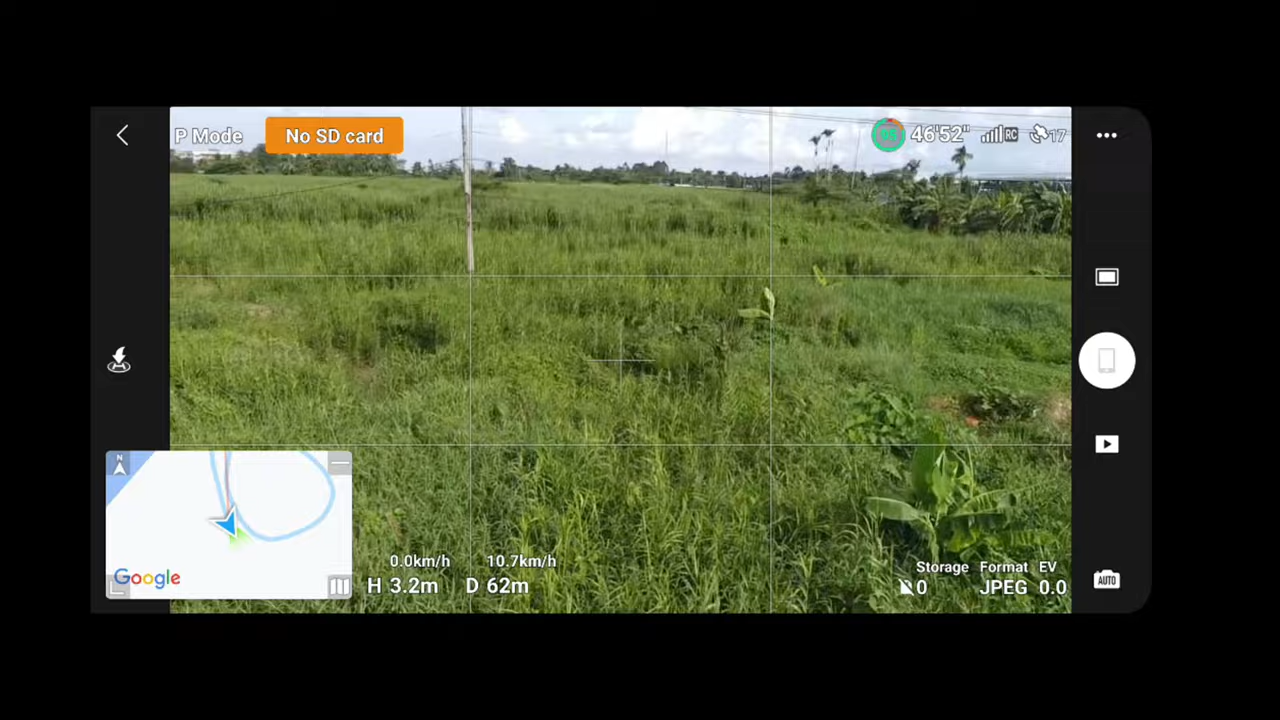 P Mode
No SD card
46'52"
RC
17
N
Google
0.0km/h
10.7km/h
H 3.2m
D 62m
Storage
Format
EV
0
JPEG
0.0
AUTO